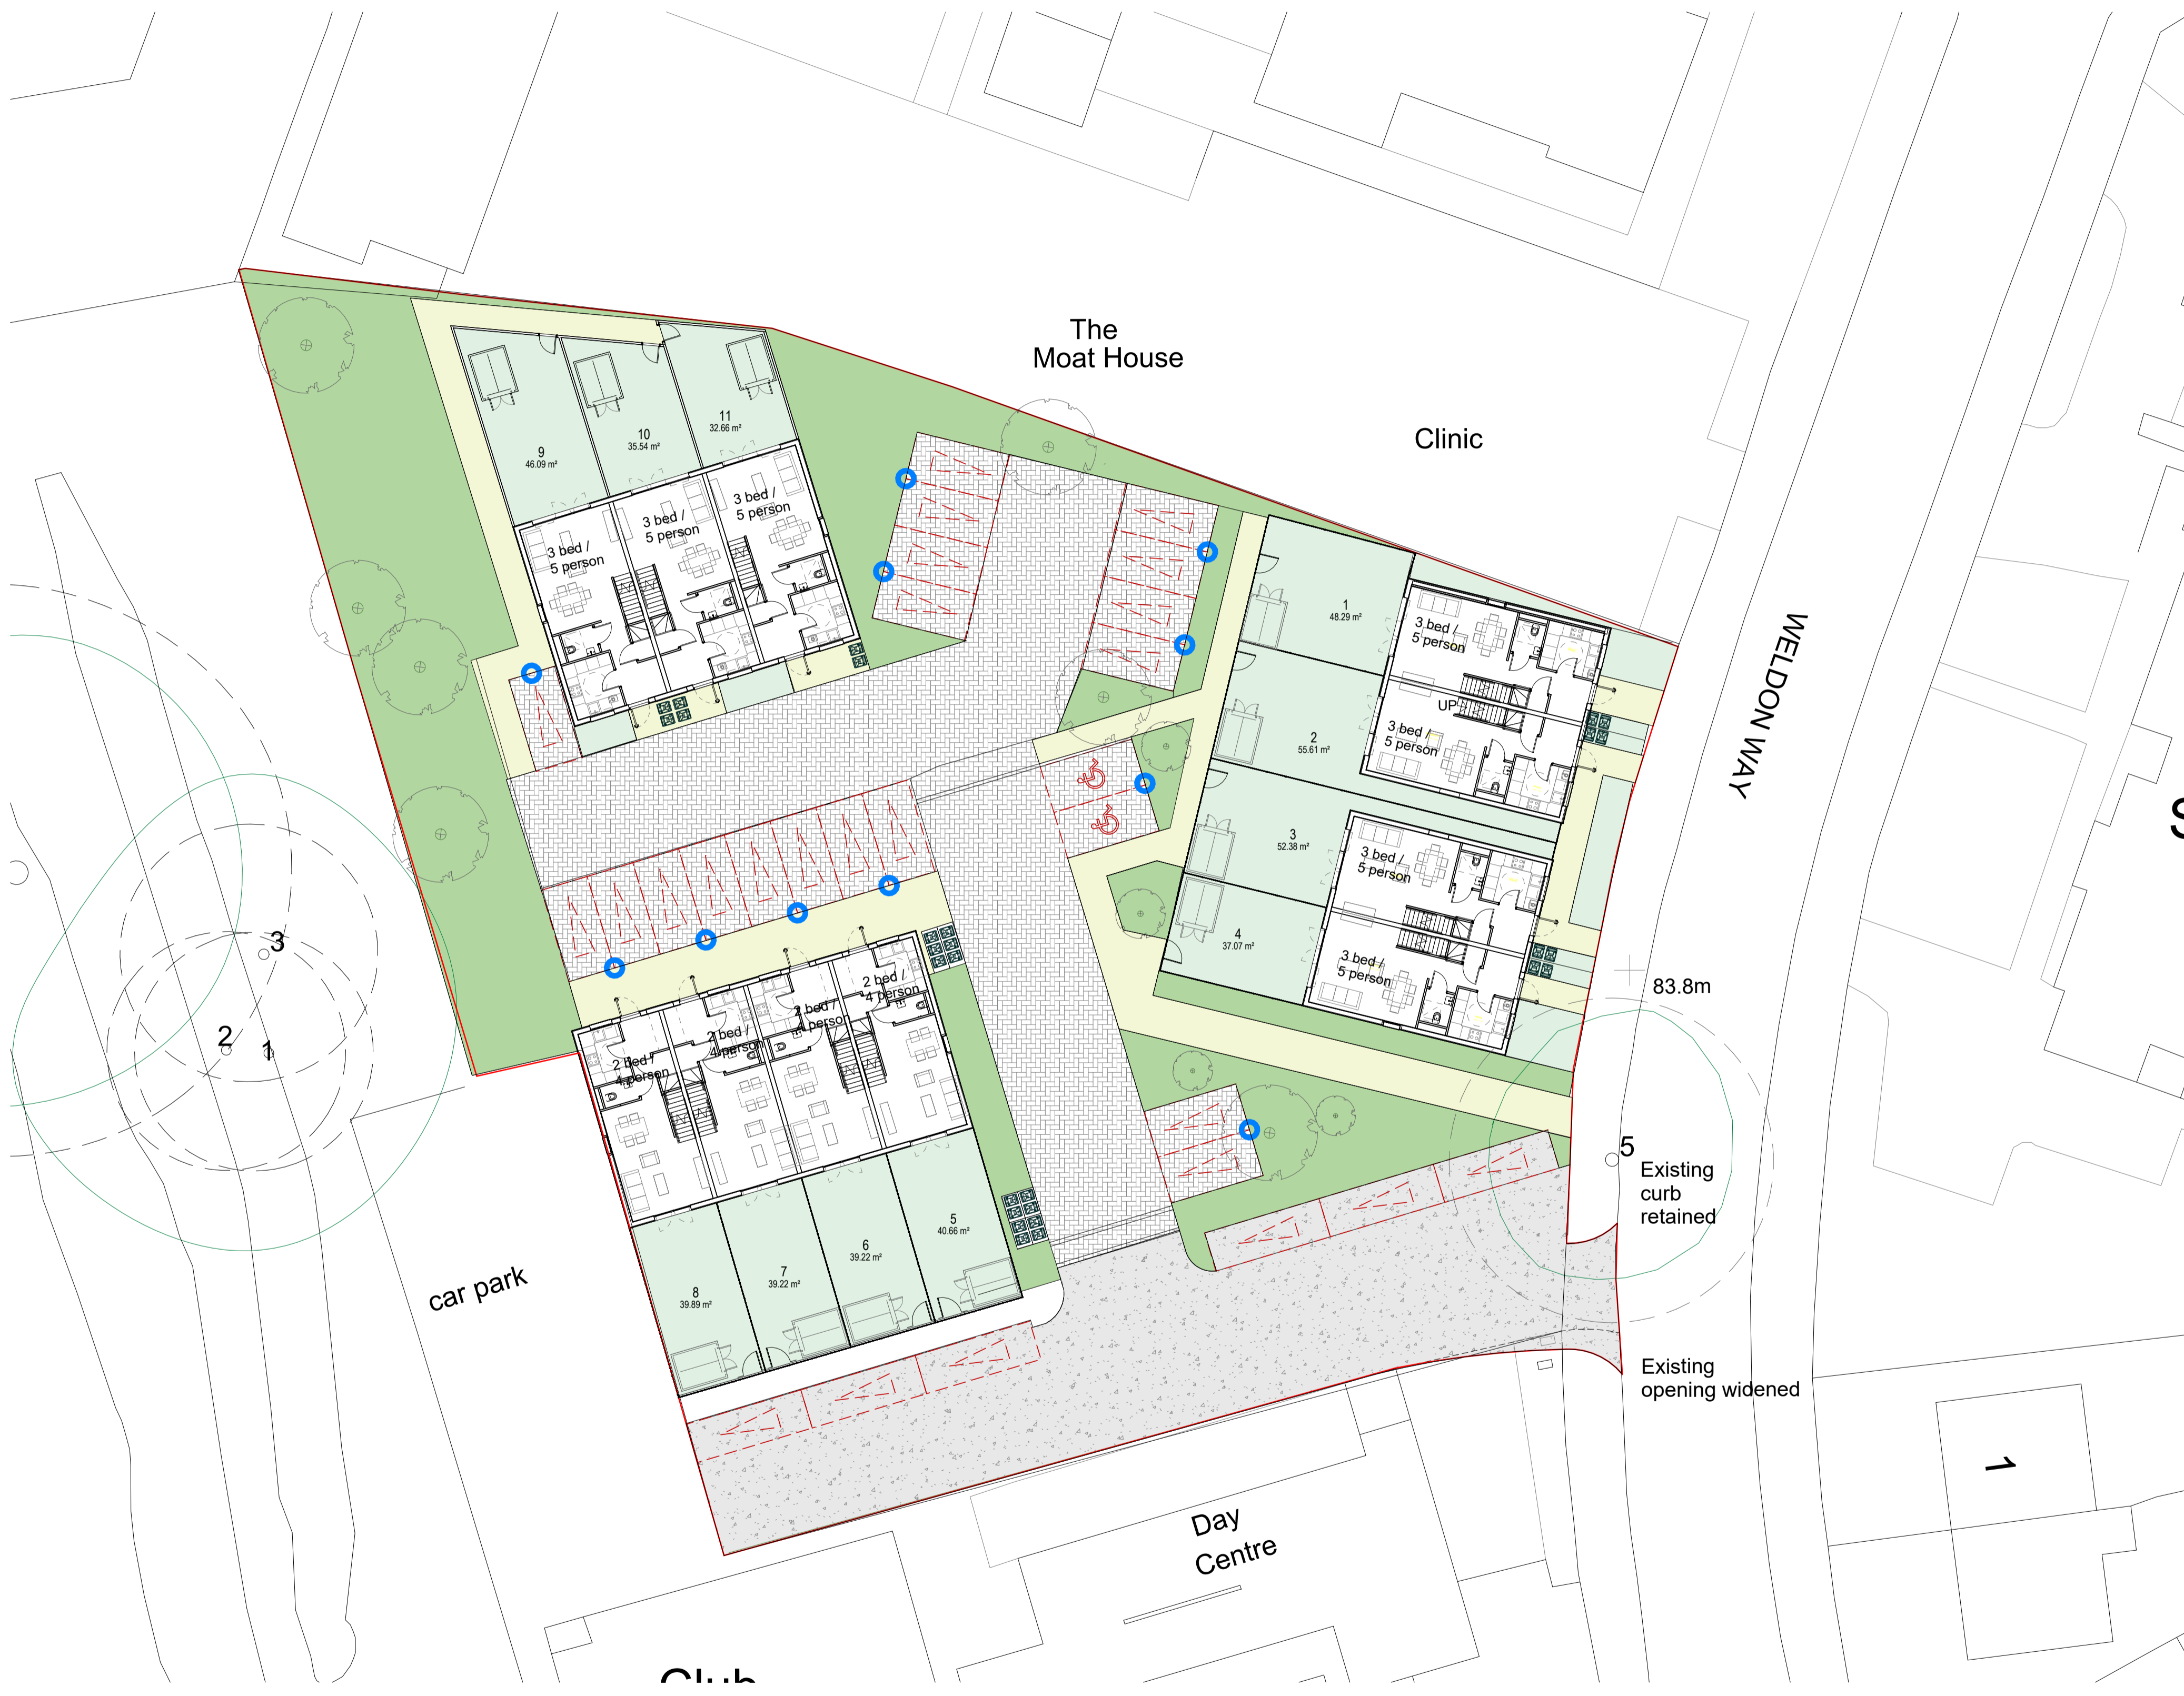 The
Moat House
Clinic
WELDON WAY
11
32.66 m²
10
35.54 m²
9
46.09 m²
3 bed /
5 person
3 bed /
5 person
3 bed /
5 person
1
48.29 m²
2
55.61 m²
3
52.38 m²
4
37.07 m²
3 bed /
5 person
UP
3 bed /
5 person
3 bed /
5 person
3 bed /
5 person
83.8m
S
3
2
1
2 bed /
4 person
2 bed /
4 person
2 bed /
4 person
2 bed /
4 person
5
40.66 m²
6
39.22 m²
7
39.22 m²
8
39.89 m²
5
Existing
curb
retained
Existing
opening widened
car park
1
Day
Centre
Club